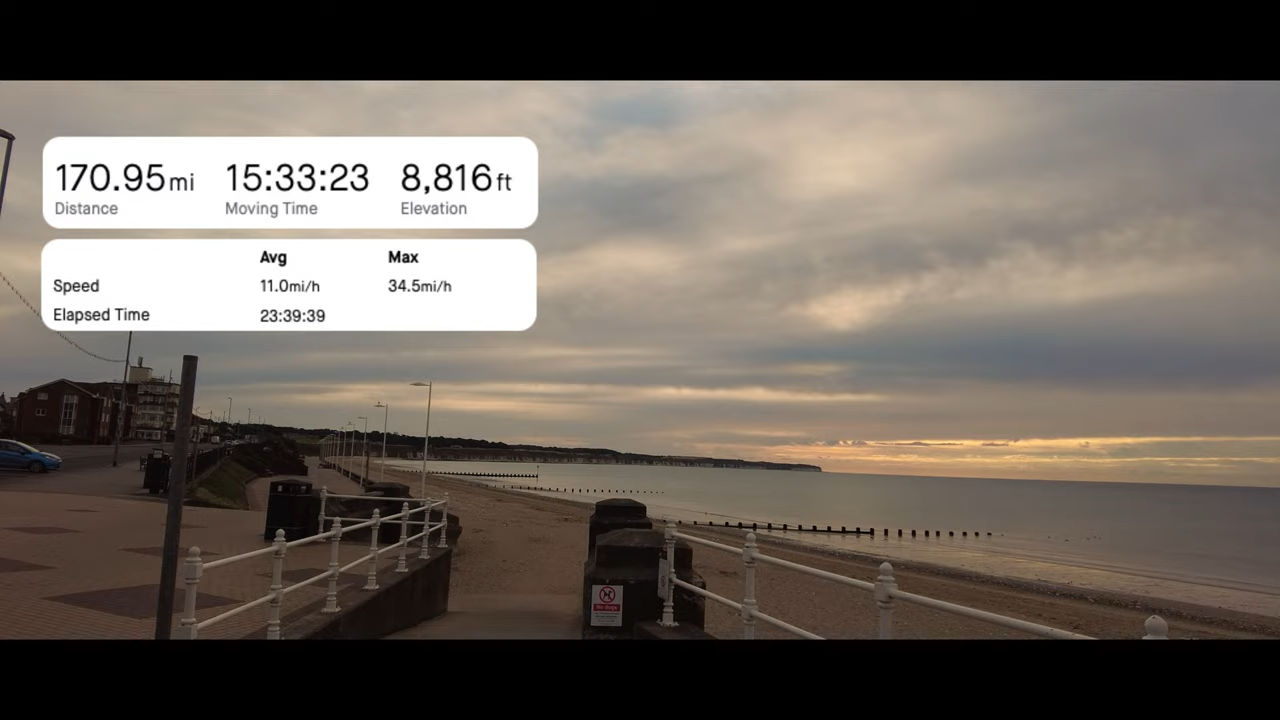 170.95mi 15:33:23 8,816ft
Distance Moving Time Elevation
Avg Max
Speed 11.0mi/h 34.5mi/h
Elapsed Time 23:39:39
No dogs